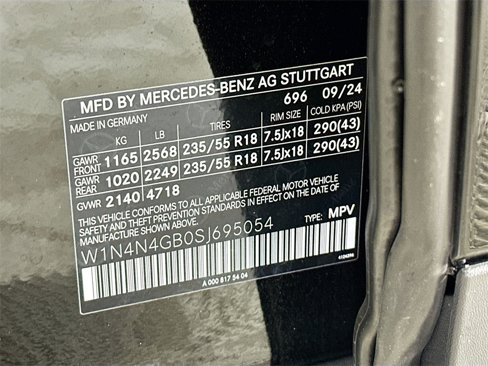 MFD BY MERCEDES-BENZ AG STUTTGART
MADE IN GERMANY 696 09/24
KG LB TIRES RIM SIZE COLD KPA(PSI)
GAWR FRONT 1165 2568 235/55 R18 7.5Jx18 290(43)
GAWR REAR 1020 2249 235/55 R18 7.5Jx18 290(43)
GVWR 2140 4718
THIS VEHICLE CONFORMS TO ALL APPLICABLE FEDERAL MOTOR VEHICLE
SAFETY AND THEFT PREVENTION STANDARDS IN EFFECT ON THE DATE OF
MANUFACTURE SHOWN ABOVE.
W1N4N4GB0SJ695054 TYPE: MPV
A 000 817 54 04